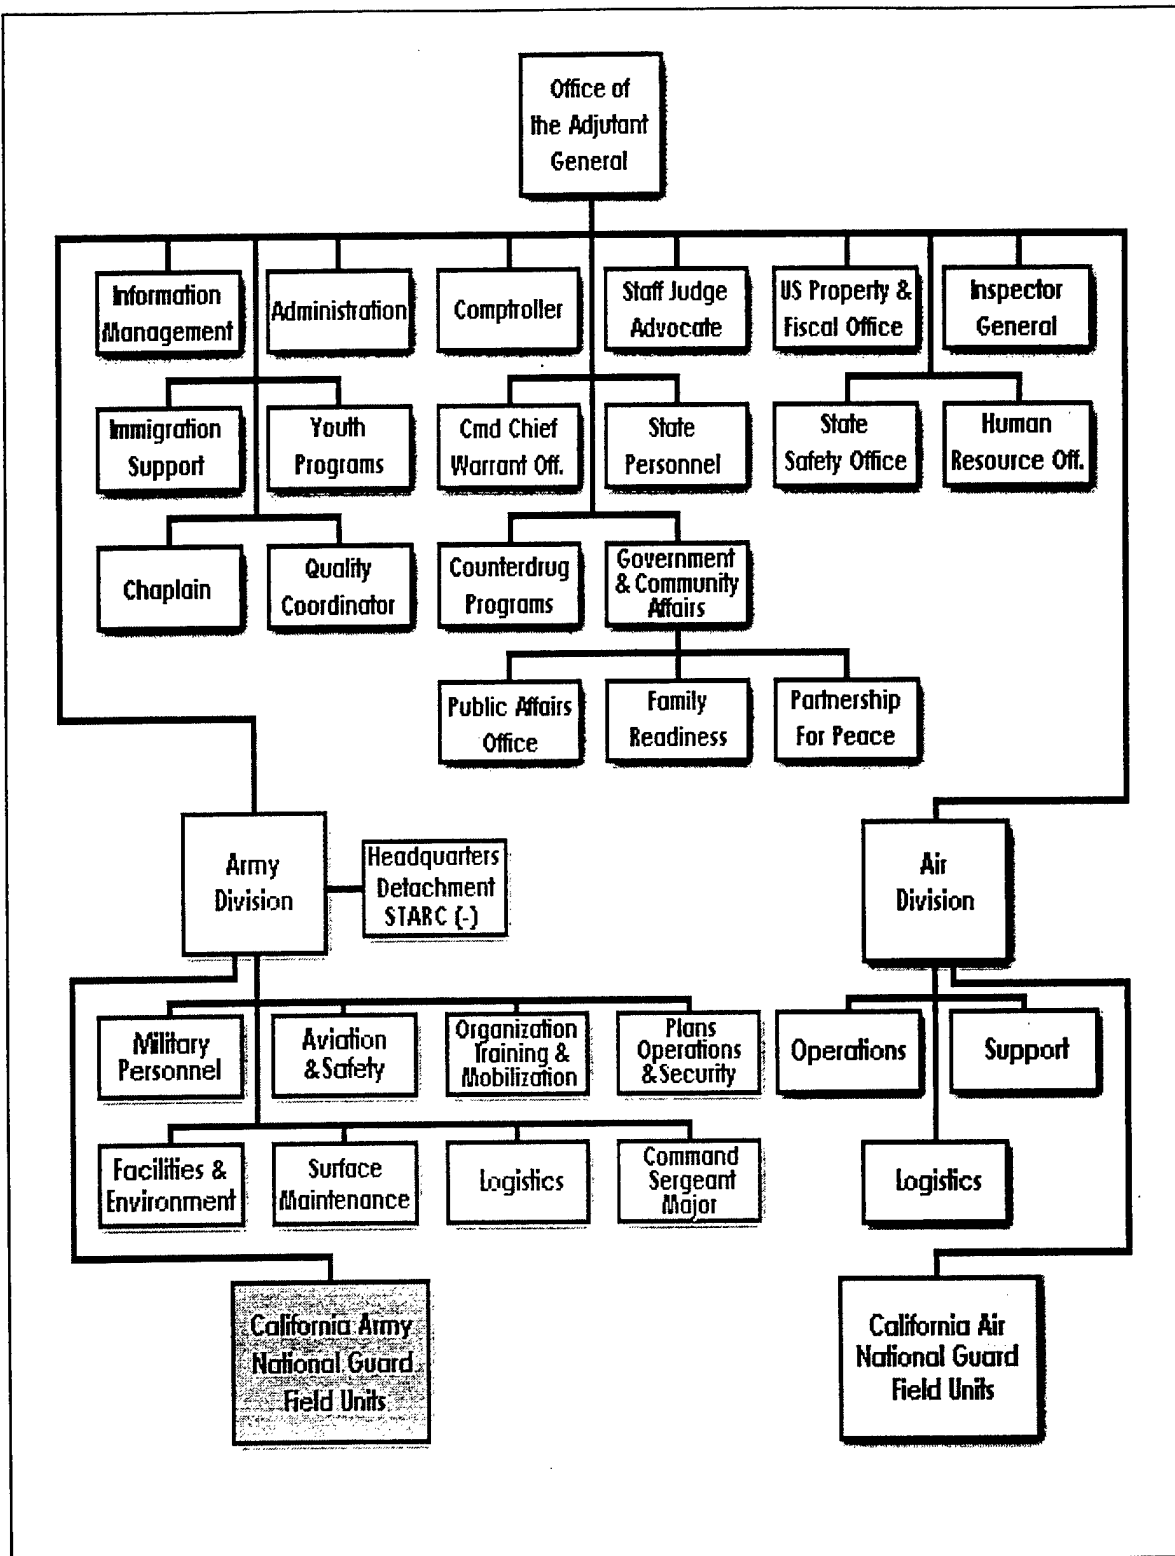 Office of
the Adjutant
General
Information
Management
Administration
Comptroller
Staff Judge
Advocate
US Property &
Fiscal Office
Inspector
General
Immigration
Support
Youth
Programs
Cmd Chief
Warrant Off.
State
Personnel
State
Safety Office
Human
Resource Off.
Chaplain
Quality
Coordinator
Counterdrug
Programs
Government
& Community
Affairs
Public Affairs
Office
Family
Readiness
Partnership
For Peace
Army
Division
Headquarters
Detachment
STARC (-)
Air
Division
Military
Personnel
Aviation
& Safety
Organization
Training &
Mobilization
Plans
Operations
& Security
Operations
Support
Facilities &
Environment
Surface
Maintenance
Logistics
Command
Sergeant
Major
Logistics
California Army
National Guard
Field Units
California Air
National Guard
Field Units